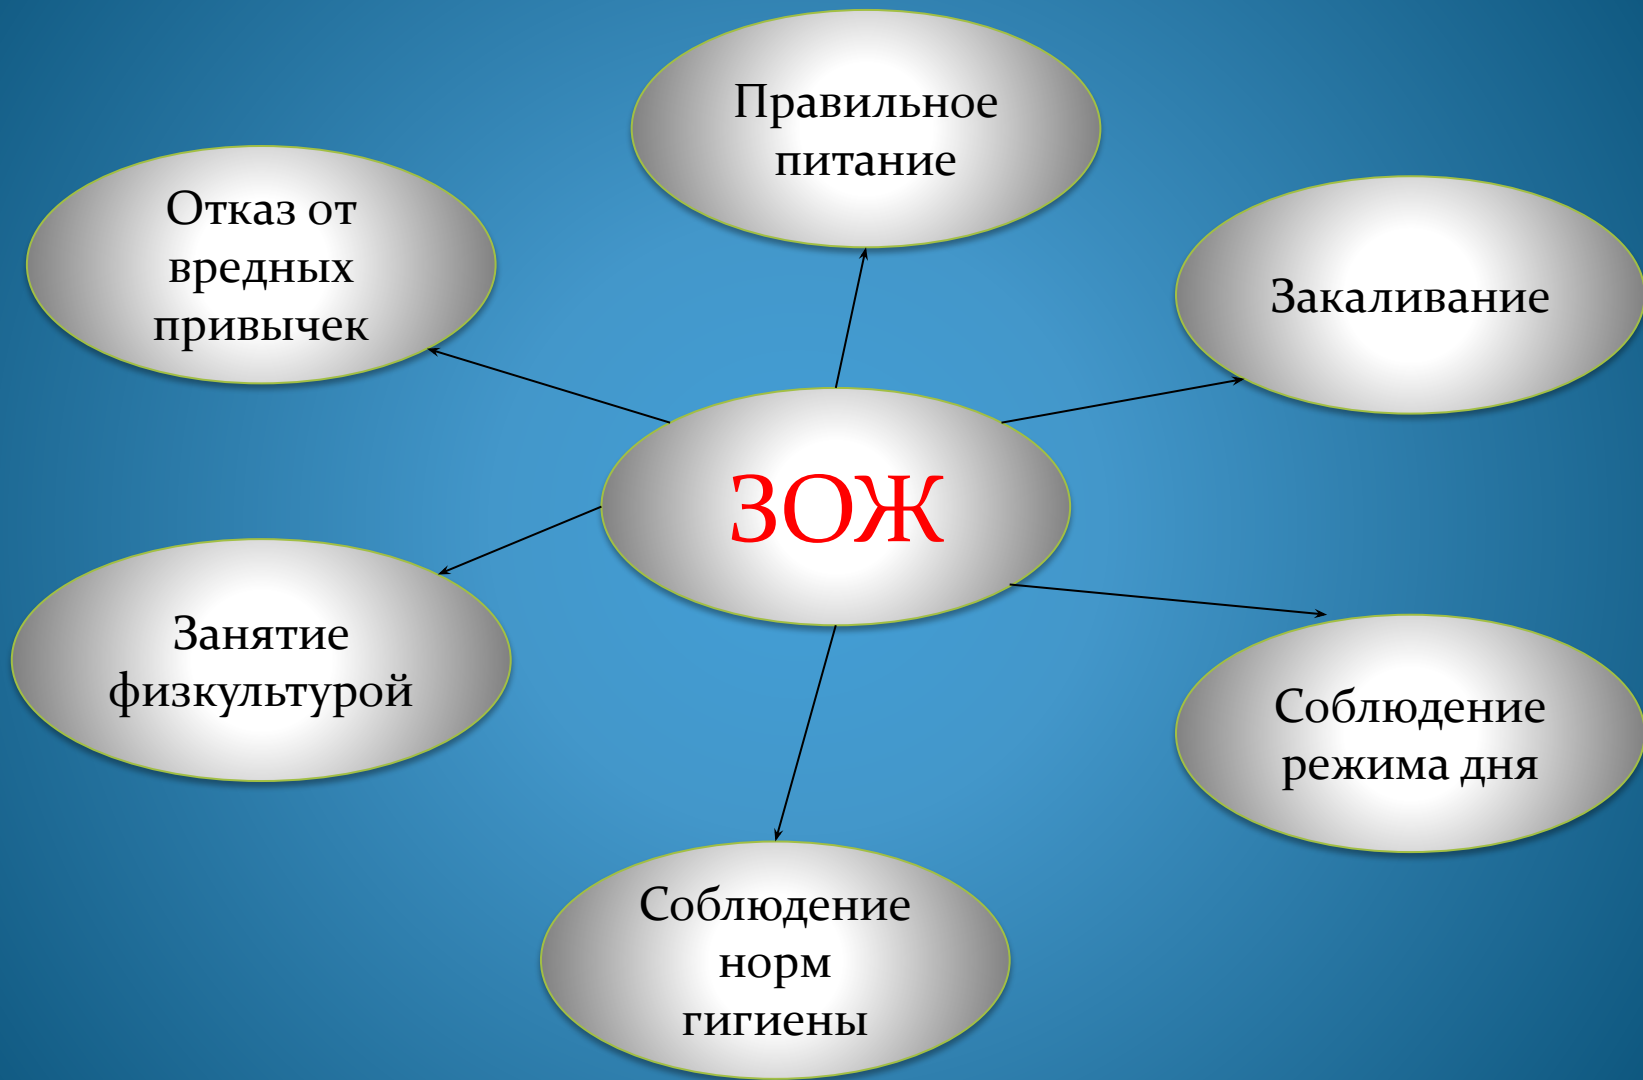 Правильное
питание
Отказ от
вредных
привычек
Закаливание
ЗОЖ
Занятие
физкультурой
Соблюдение
режима дня
Соблюдение
норм
гигиены